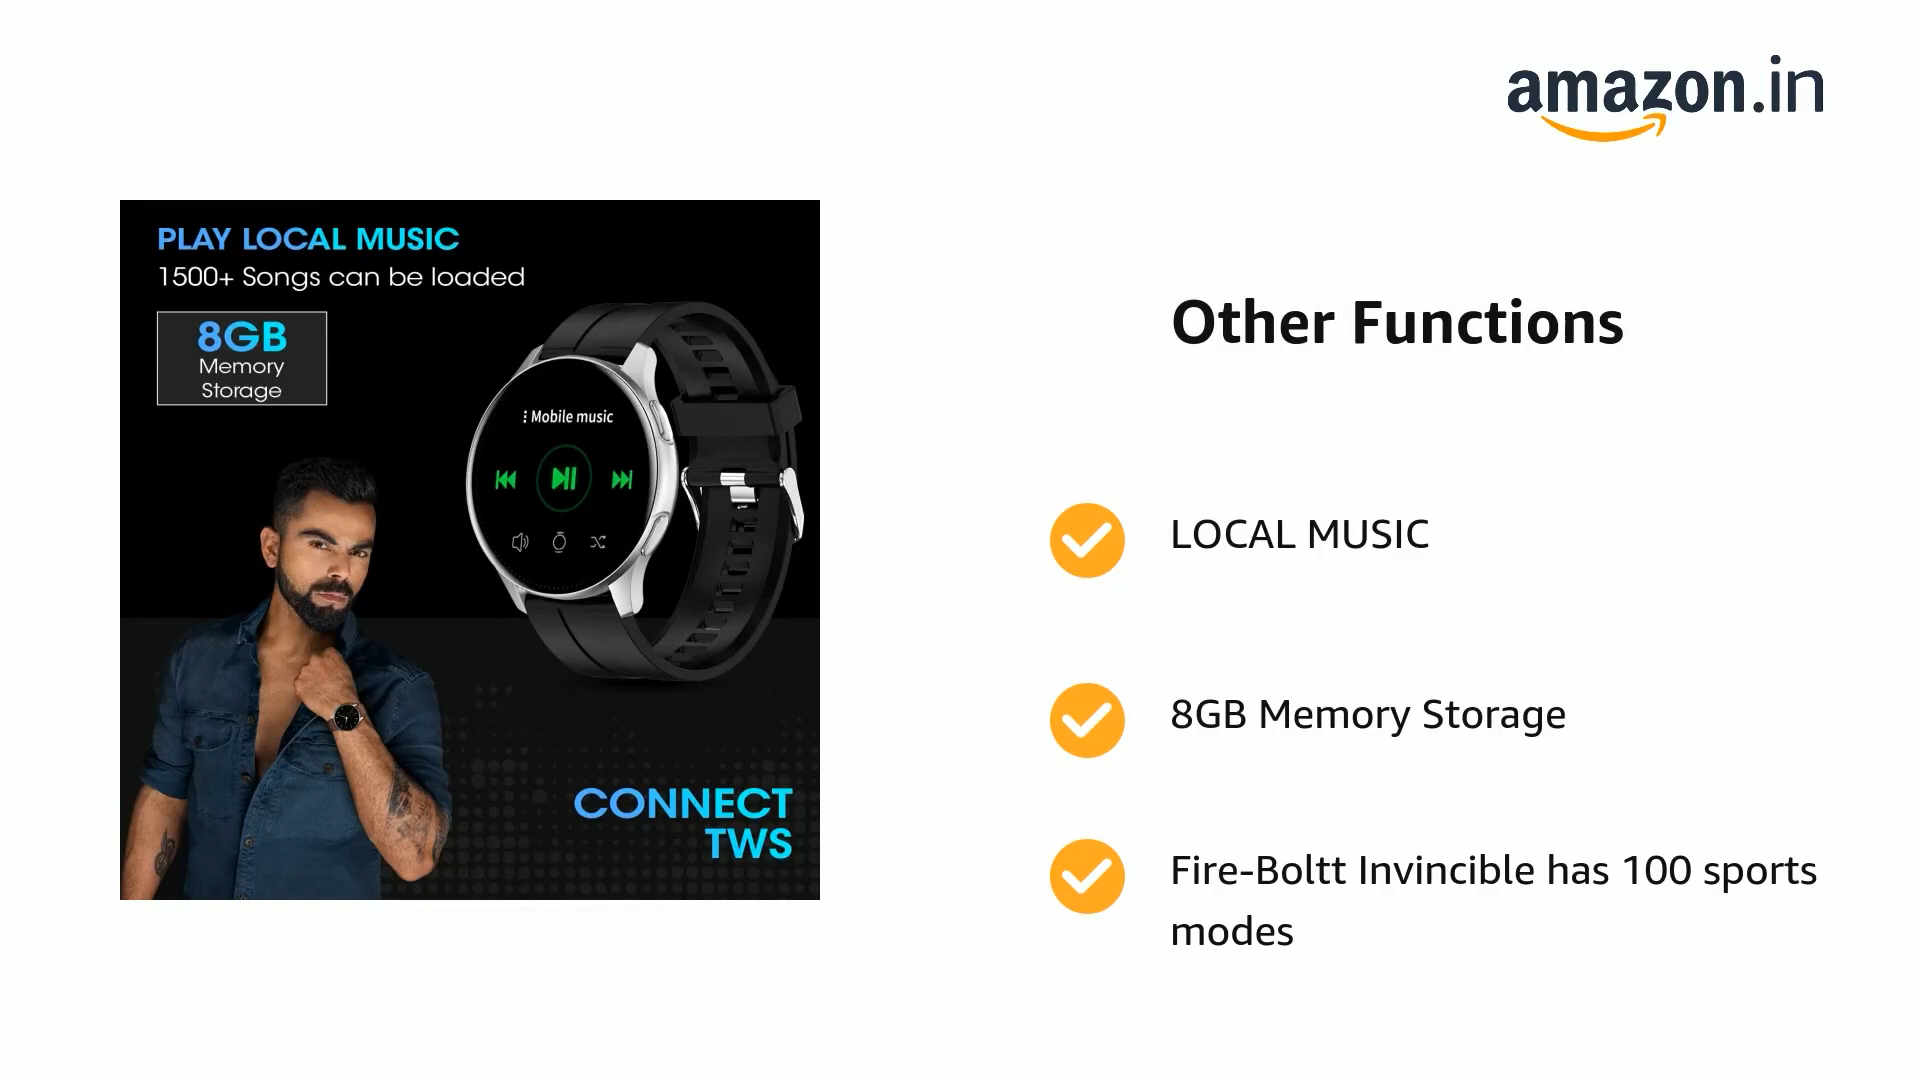 amazon.in
PLAY LOCAL MUSIC
1500+ Songs can be loaded
8GB
Memory
Storage
Mobile music
CONNECT
TWS
Other Functions
LOCAL MUSIC
8GB Memory Storage
Fire-Boltt Invincible has 100 sports
modes